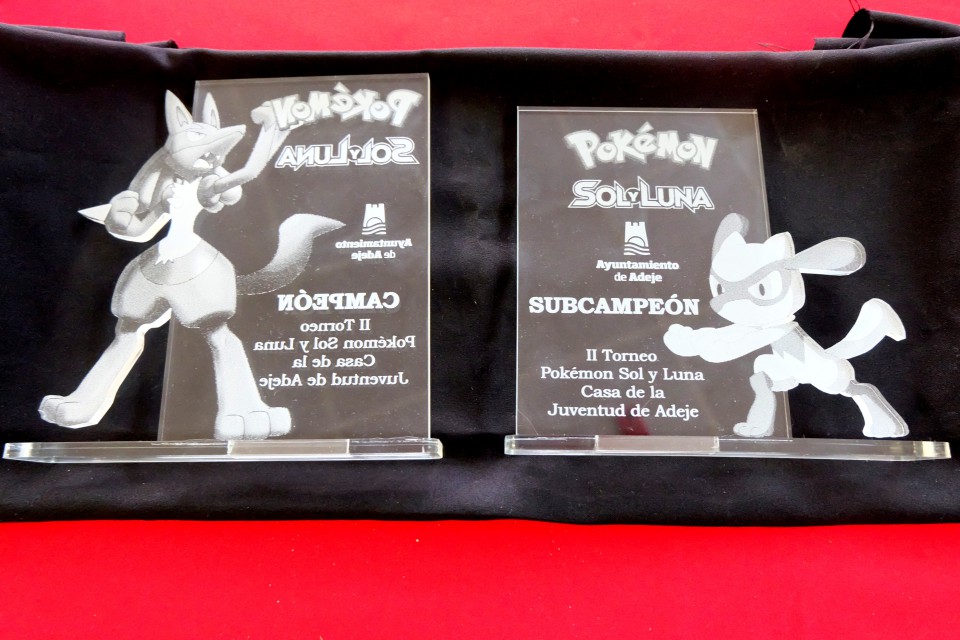 Pokémon
Sol y Luna
Ayuntamiento
de Adeje
CAMPEÓN
II Torneo
Pokémon Sol y Luna
Casa de la
Juventud de Adeje
Pokémon
Sol y Luna
Ayuntamiento
de Adeje
SUBCAMPEÓN
II Torneo
Pokémon Sol y Luna
Casa de la
Juventud de Adeje